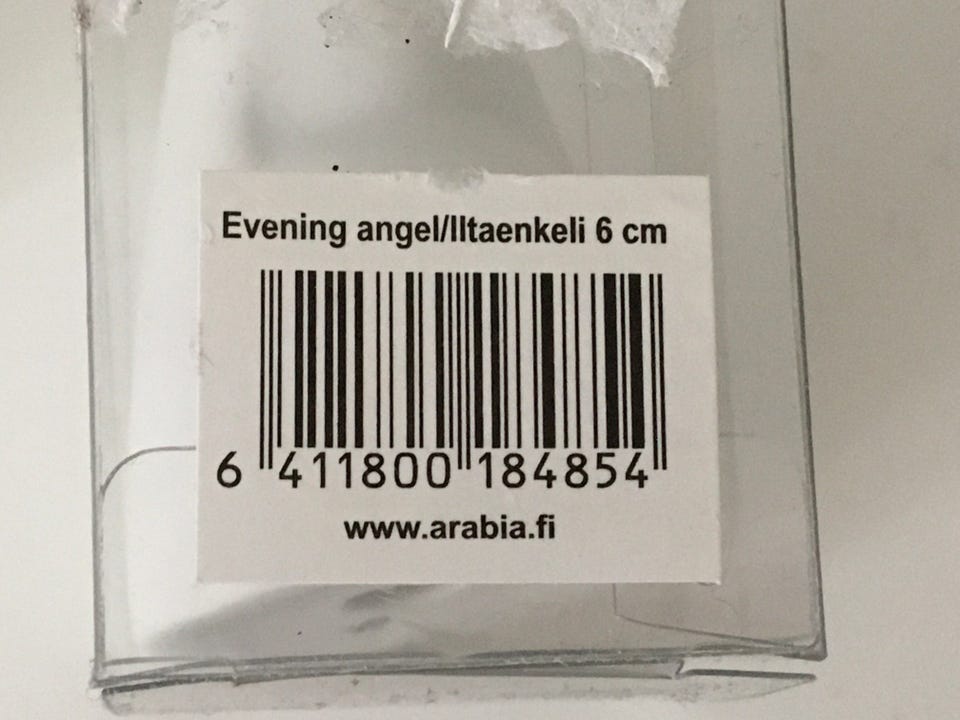 Evening angel/Iltaenkeli 6 cm
6 411800 184854
www.arabia.fi